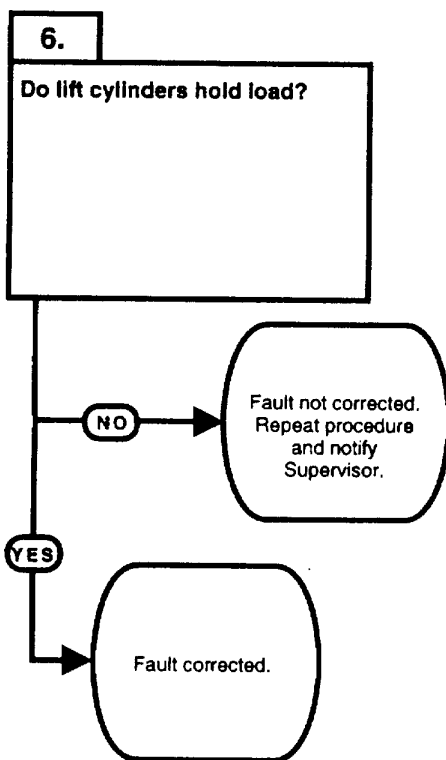 6.
Do lift cylinders hold load?
NO
Fault not corrected.
Repeat procedure
and notify
Supervisor.
YES
Fault corrected.